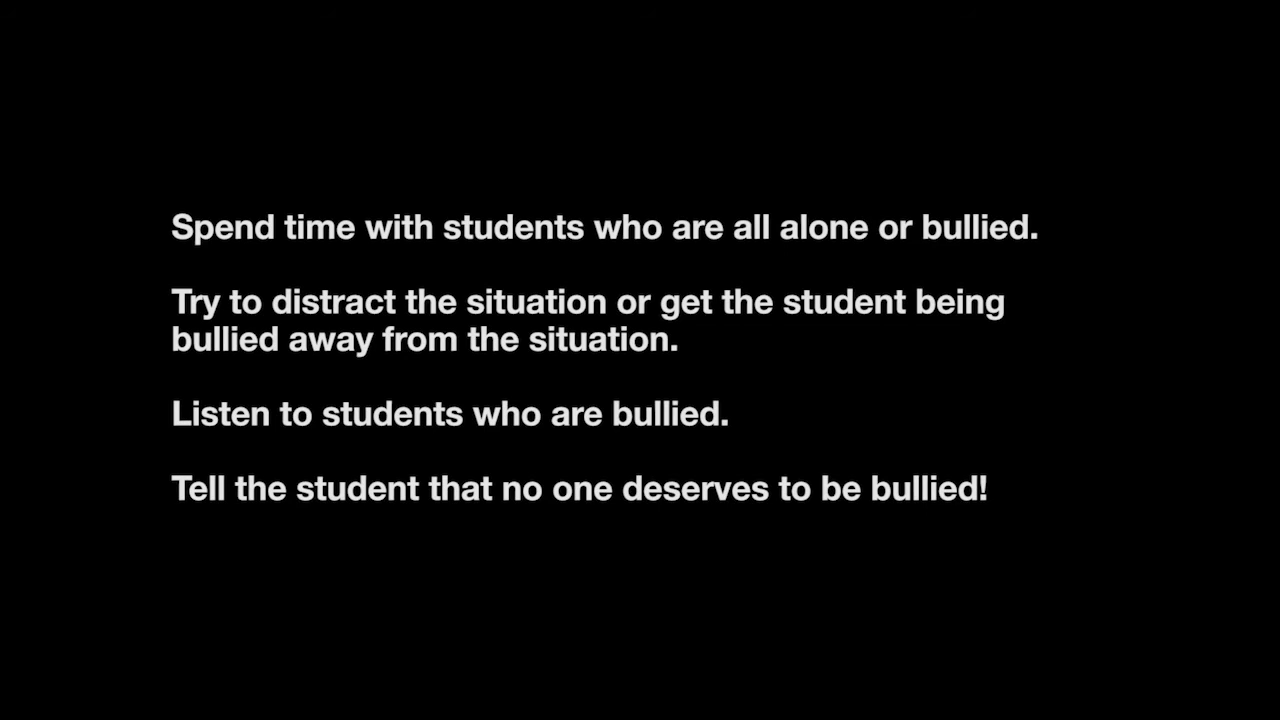 Spend time with students who are all alone or bullied.
Try to distract the situation or get the student being
bullied away from the situation.
Listen to students who are bullied.
Tell the student that no one deserves to be bullied!